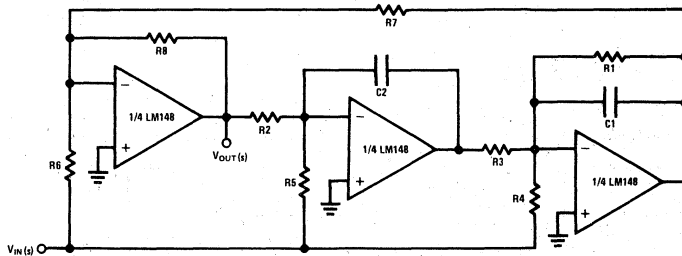 R7
R8
R1
C2
C1
−
1/4 LM148
+
R2
VOUT(s)
R6
−
1/4 LM148
+
R5
R3
−
1/4 LM148
+
R4
VIN(s)